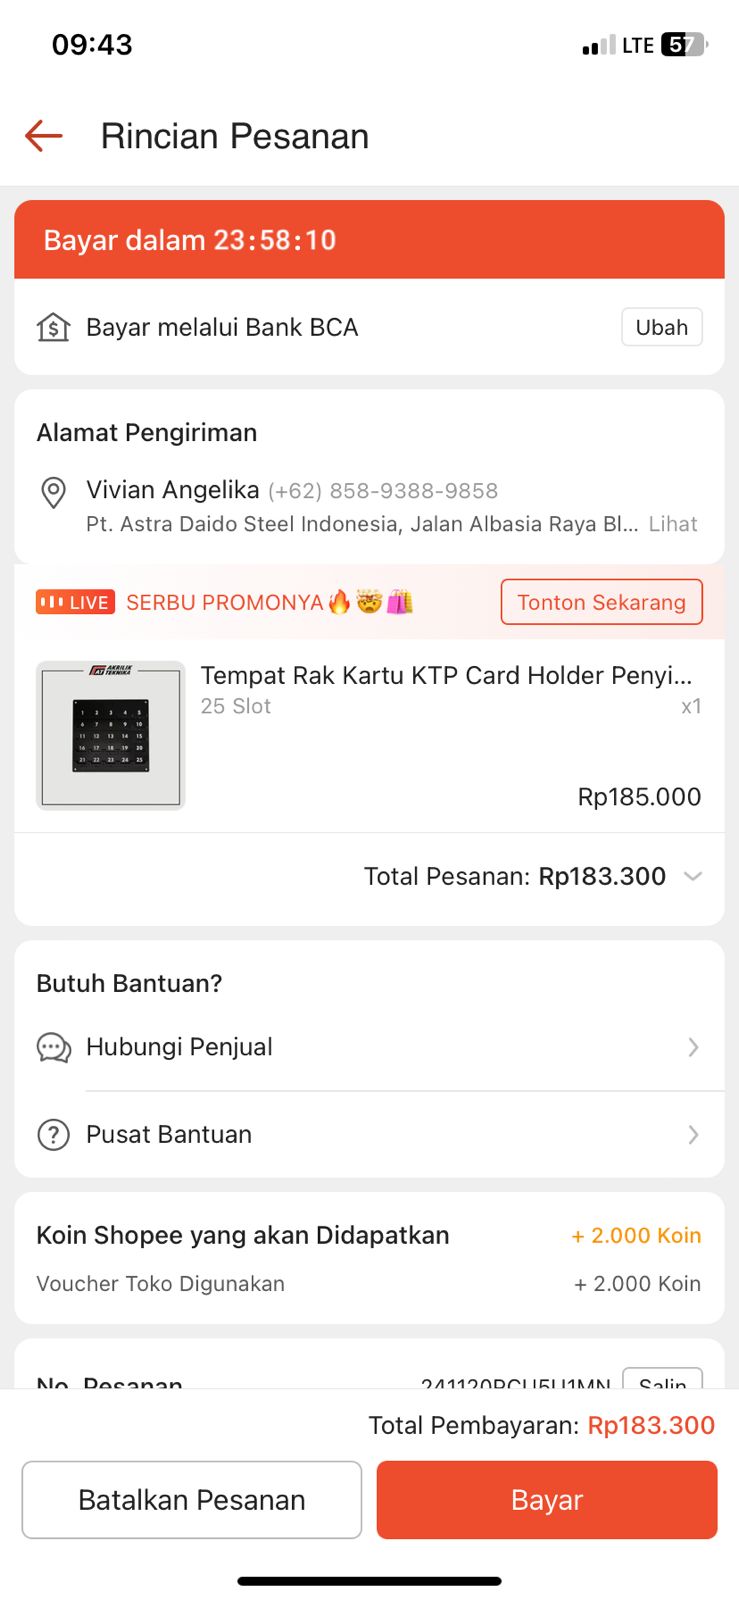 09:43
LTE 57
Rincian Pesanan
Bayar dalam 23:58:10
Bayar melalui Bank BCA
Ubah
Alamat Pengiriman
Vivian Angelika (+62) 858-9388-9858
Pt. Astra Daido Steel Indonesia, Jalan Albasia Raya Bl... Lihat
LIVE SERBU PROMONYA🔥🤯🛍️
Tonton Sekarang
AKRILIK
TEKNIKA
1 2 3 4 5
6 7 8 9 10
11 12 13 14 15
16 17 18 19 20
21 22 23 24 25
Tempat Rak Kartu KTP Card Holder Penyi...
25 Slot x1
Rp185.000
Total Pesanan: Rp183.300
Butuh Bantuan?
Hubungi Penjual
Pusat Bantuan
Koin Shopee yang akan Didapatkan + 2.000 Koin
Voucher Toko Digunakan + 2.000 Koin
No. Pesanan Salin
Total Pembayaran: Rp183.300
Batalkan Pesanan
Bayar